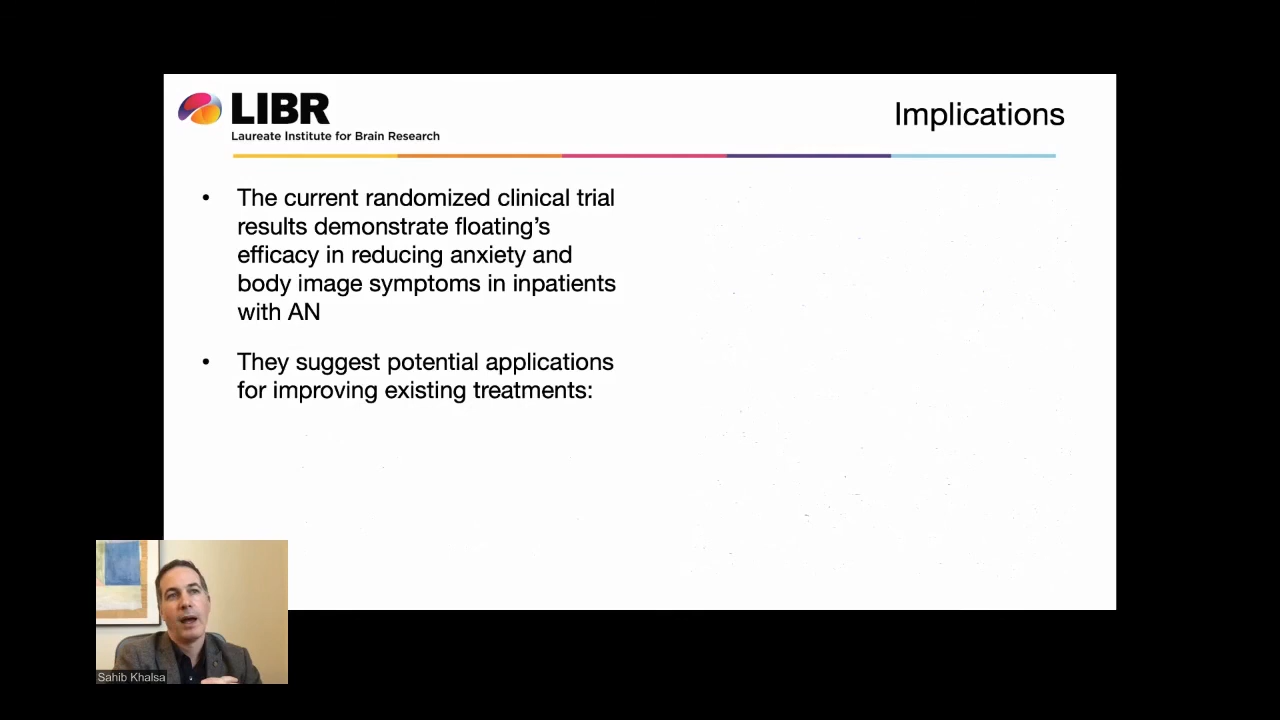 LIBR
Laureate Institute for Brain Research
Implications
• The current randomized clinical trial
results demonstrate floating’s
efficacy in reducing anxiety and
body image symptoms in inpatients
with AN
• They suggest potential applications
for improving existing treatments:
Sahib Khalsa